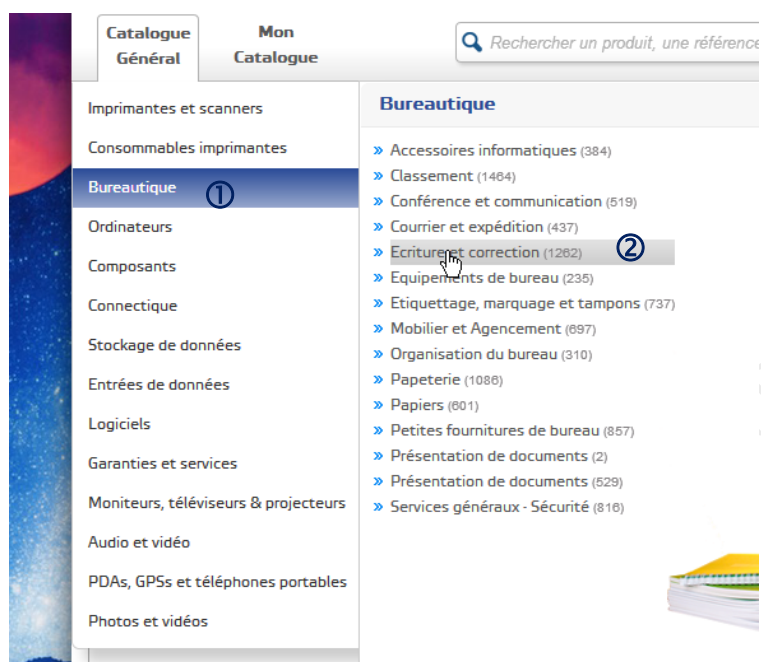 Catalogue
Général
Mon
Catalogue
Rechercher un produit, une référence
Imprimantes et scanners
Consommables imprimantes
Bureautique ①
Ordinateurs
Composants
Connectique
Stockage de données
Entrées de données
Logiciels
Garanties et services
Moniteurs, téléviseurs & projecteurs
Audio et vidéo
PDAs, GPSs et téléphones portables
Photos et vidéos
Bureautique
» Accessoires informatiques (384)
» Classement (1464)
» Conférence et communication (519)
» Courrier et expédition (437)
» Ecriture et correction (1262) ②
» Equipements de bureau (235)
» Etiquettage, marquage et tampons (737)
» Mobilier et Agencement (697)
» Organisation du bureau (310)
» Papeterie (1086)
» Papiers (601)
» Petites fournitures de bureau (857)
» Présentation de documents (2)
» Présentation de documents (529)
» Services généraux - Sécurité (816)